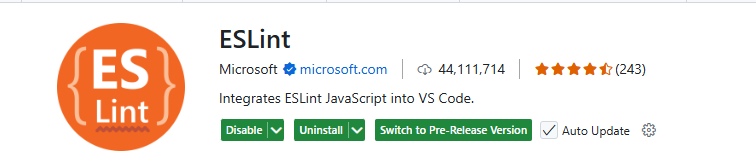 ES
Lint
ESLint
Microsoft microsoft.com 44,111,714 (243)
Integrates ESLint JavaScript into VS Code.
Disable Uninstall Switch to Pre-Release Version Auto Update